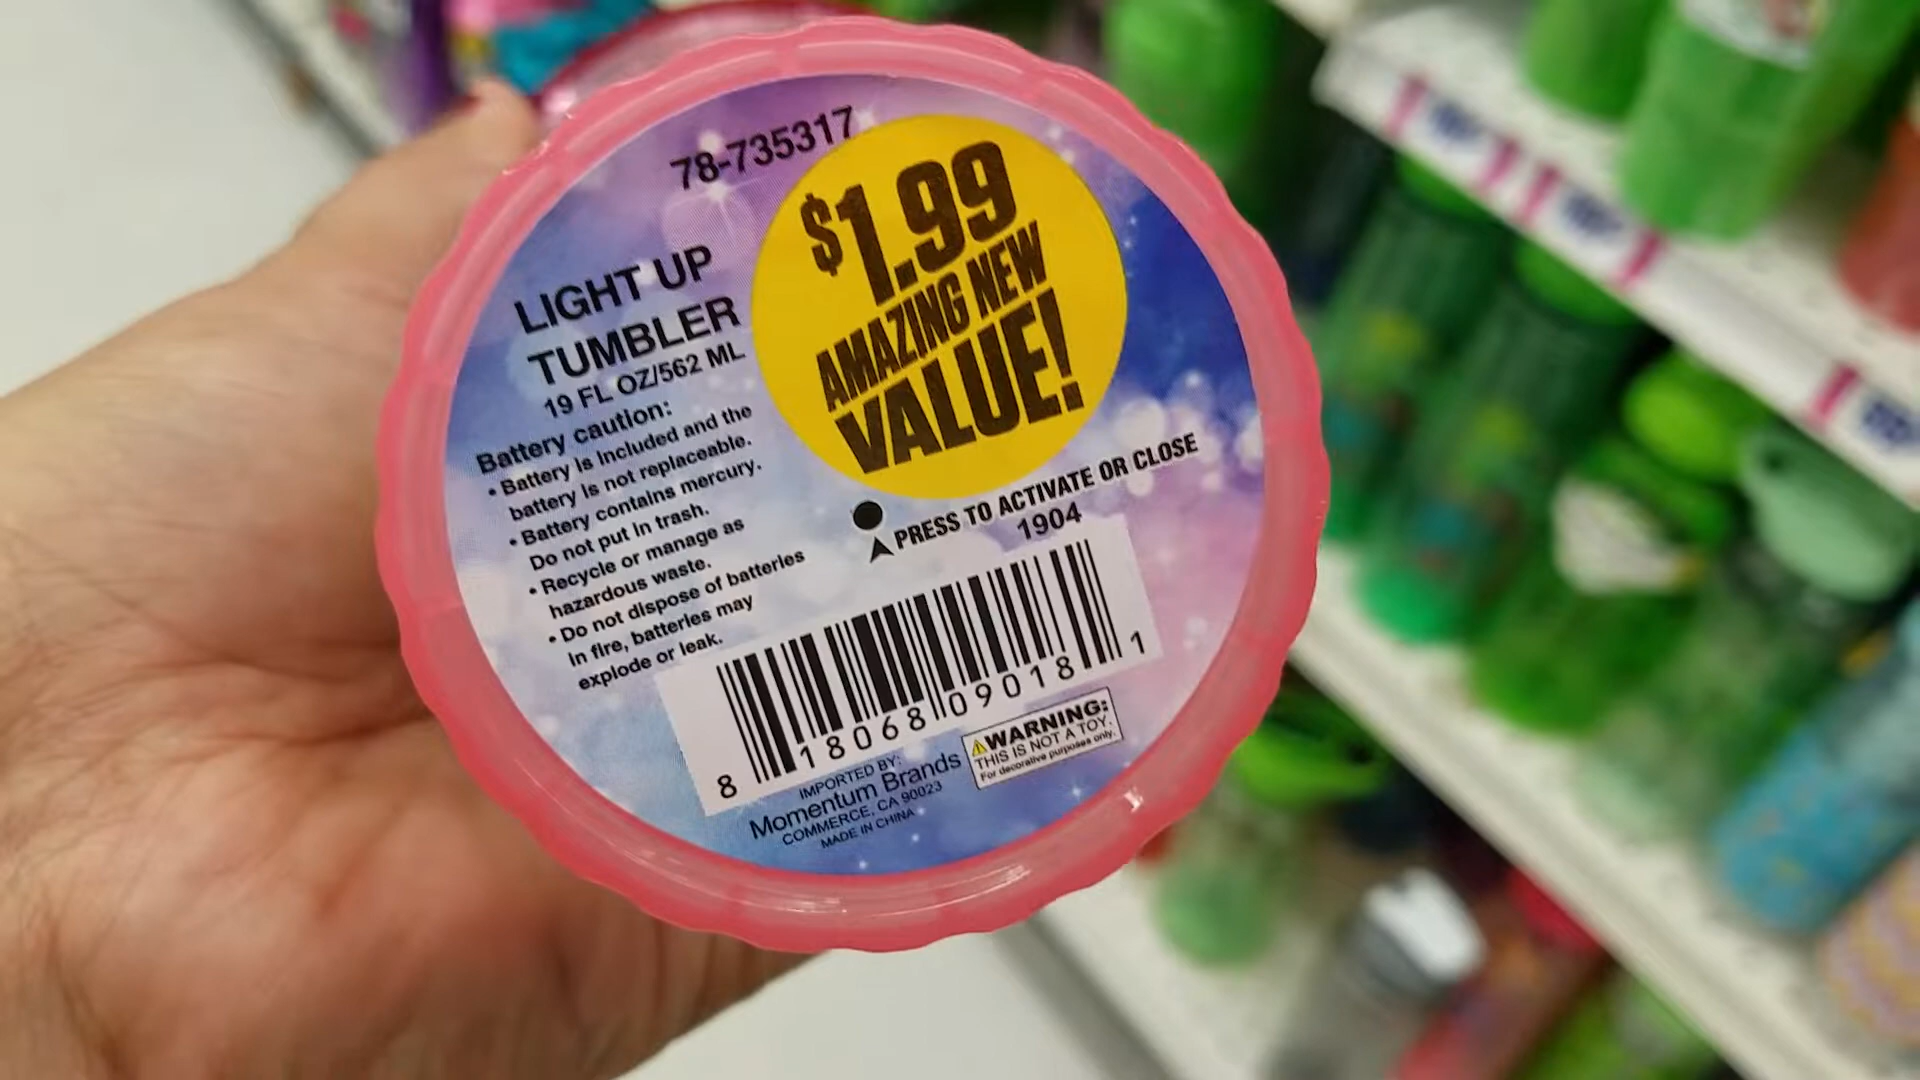 78-735317
$1.99
AMAZING NEW
VALUE!
LIGHT UP
TUMBLER
19 FL OZ/562 ML
Battery caution:
• Battery is included and the
battery is not replaceable.
• Battery contains mercury.
Do not put in trash.
• Recycle or manage as
hazardous waste.
• Do not dispose of batteries
in fire, batteries may
explode or leak.
PRESS TO ACTIVATE OR CLOSE
1904
8 18068 09018 1
IMPORTED BY:
Momentum Brands
COMMERCE, CA 90023
MADE IN CHINA
WARNING:
THIS IS NOT A TOY.
For decorative purposes only.